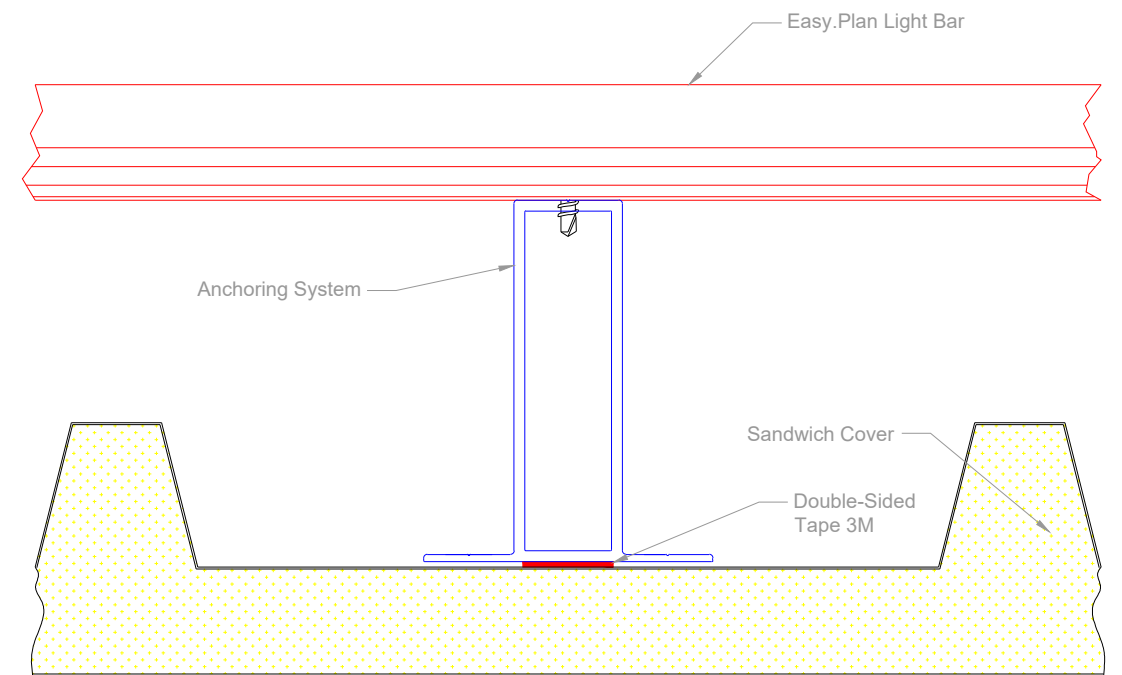 Easy.Plan Light Bar
Anchoring System
Sandwich Cover
Double-Sided
Tape 3M